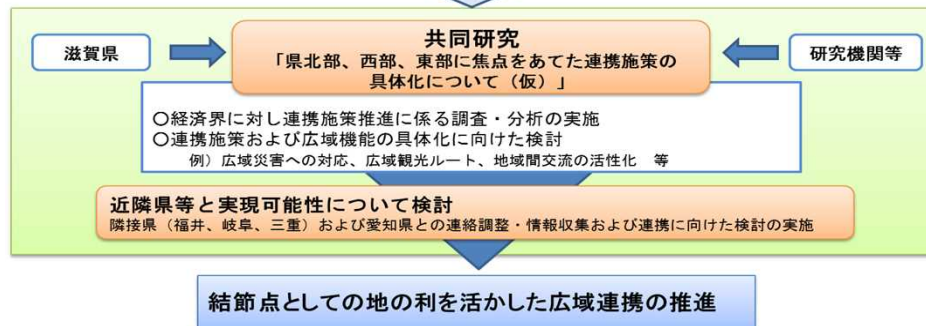 共同研究
滋賀県
「県北部、西部、東部に焦点をあてた連携施策の
具体化について（仮）」
研究機関等
〇経済界に対し連携施策推進に係る調査・分析の実施
〇連携施策および広域機能の具体化に向けた検討
例）広域災害への対応、広域観光ルート、地域間交流の活性化　等
近隣県等と実現可能性について検討
隣接県（福井、岐阜、三重）および愛知県との連絡調整・情報収集および連携に向けた検討の実施
結節点としての地の利を活かした広域連携の推進